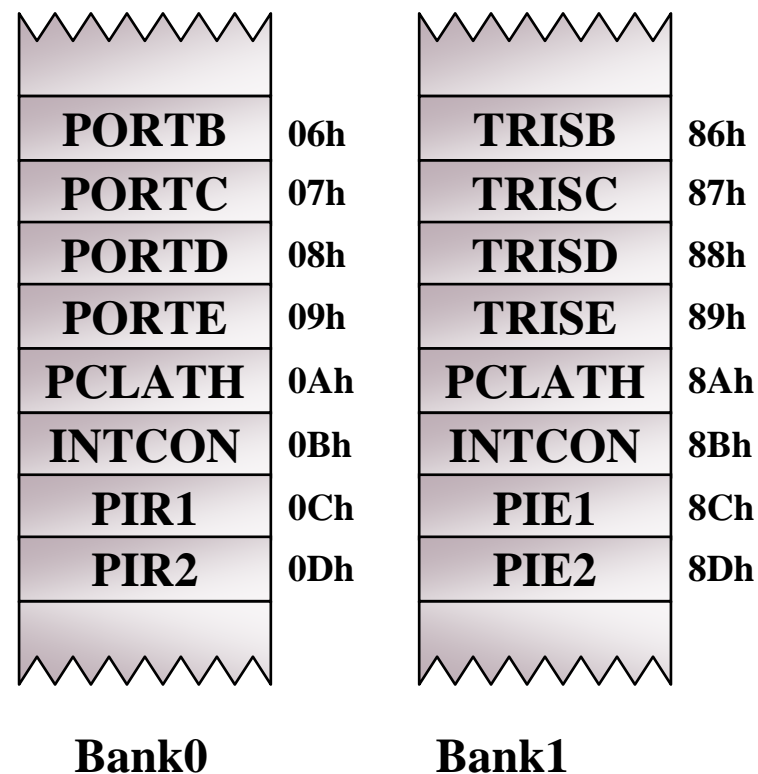 PORTB 06h TRISB 86h
PORTC 07h TRISC 87h
PORTD 08h TRISD 88h
PORTE 09h TRISE 89h
PCLATH 0Ah PCLATH 8Ah
INTCON 0Bh INTCON 8Bh
PIR1 0Ch PIE1 8Ch
PIR2 0Dh PIE2 8Dh
Bank0 Bank1